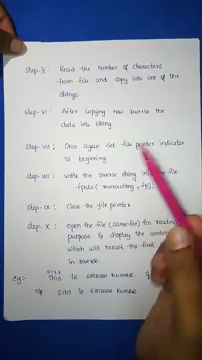 Step-V: Read the number of characters
from file and copy into one of the
strings.
Step-VI: After copying now reverse the
data into string
Step-VII: Once again set file pointer indicator
to beginning
Step-VIII: Write the reverse string into the file
fputs(reversestring, fp);
Step-IX: Close the file pointer
Step-X: open the file (same file) for reading
purpose & display the content
which will result the final
in reverse.
Eg:- This is SATEESH KUMAR.
o/p SihT is SATEESH KUMAR.